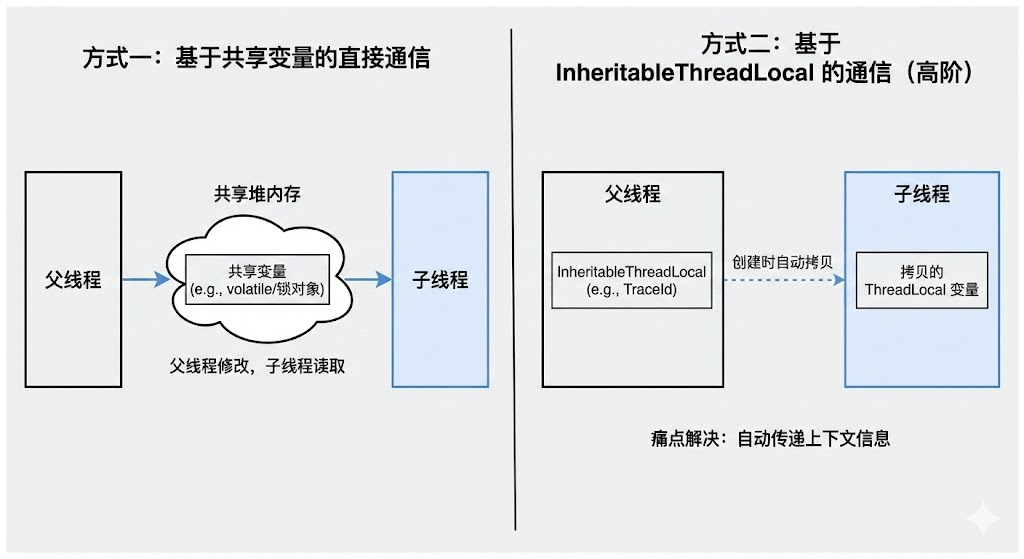 方式一：基于共享变量的直接通信
父线程
共享堆内存
共享变量
(e.g., volatile/锁对象)
父线程修改，子线程读取
子线程
方式二：基于
InheritableThreadLocal 的通信（高阶）
父线程
InheritableThreadLocal
(e.g., TraceId)
创建时自动拷贝
子线程
拷贝的
ThreadLocal 变量
痛点解决：自动传递上下文信息